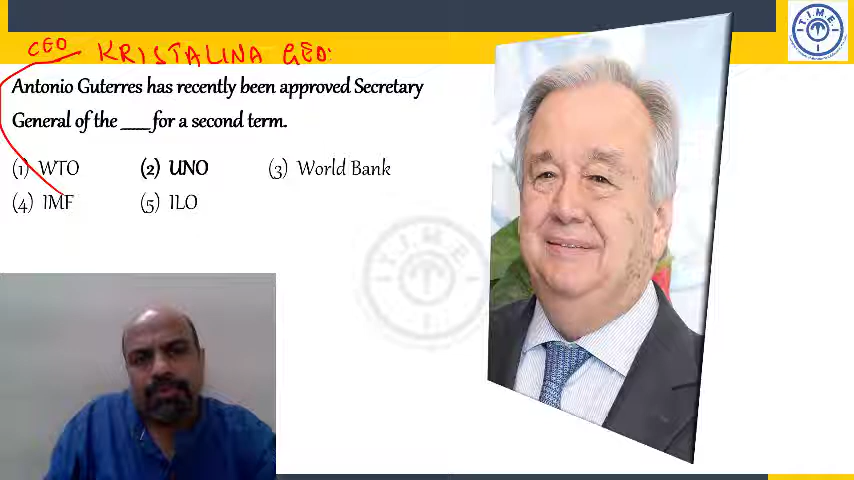 CEO KRISTALINA GEO:
Antonio Guterres has recently been approved Secretary
General of the ____ for a second term.
(1) WTO (2) UNO (3) World Bank
(4) IMF (5) ILO
T.I.M.E.
T.I.M.E.